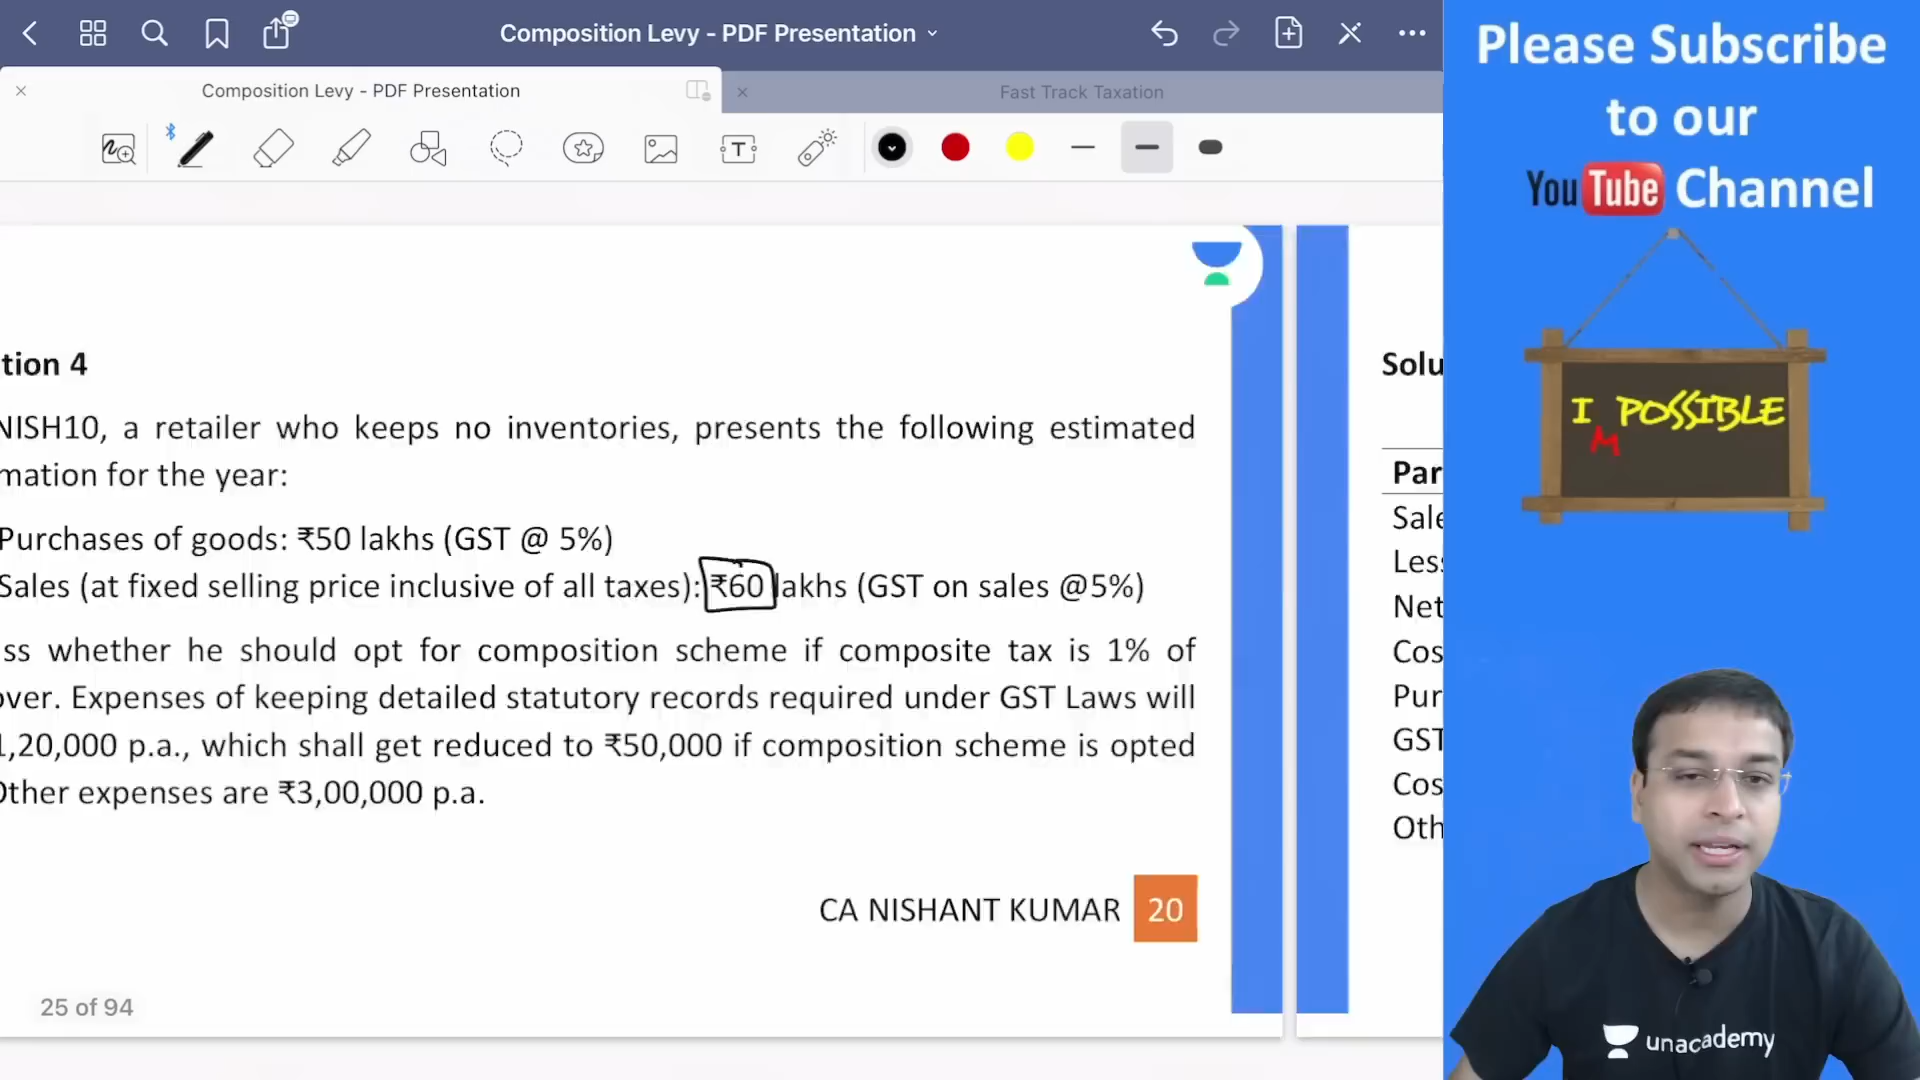 Composition Levy - PDF Presentation
Composition Levy - PDF Presentation
Fast Track Taxation
tion 4
NISH10, a retailer who keeps no inventories, presents the following estimated
mation for the year:
Purchases of goods: ₹50 lakhs (GST @ 5%)
Sales (at fixed selling price inclusive of all taxes): ₹60 lakhs (GST on sales @5%)
ss whether he should opt for composition scheme if composite tax is 1% of
over. Expenses of keeping detailed statutory records required under GST Laws will
1,20,000 p.a., which shall get reduced to ₹50,000 if composition scheme is opted
Other expenses are ₹3,00,000 p.a.
CA NISHANT KUMAR 20
25 of 94
Solu
Par
Sale
Less
Net
Cos
Pur
GST
Cos
Oth
Please Subscribe
to our
YouTube Channel
I POSSIBLE
M
unacademy